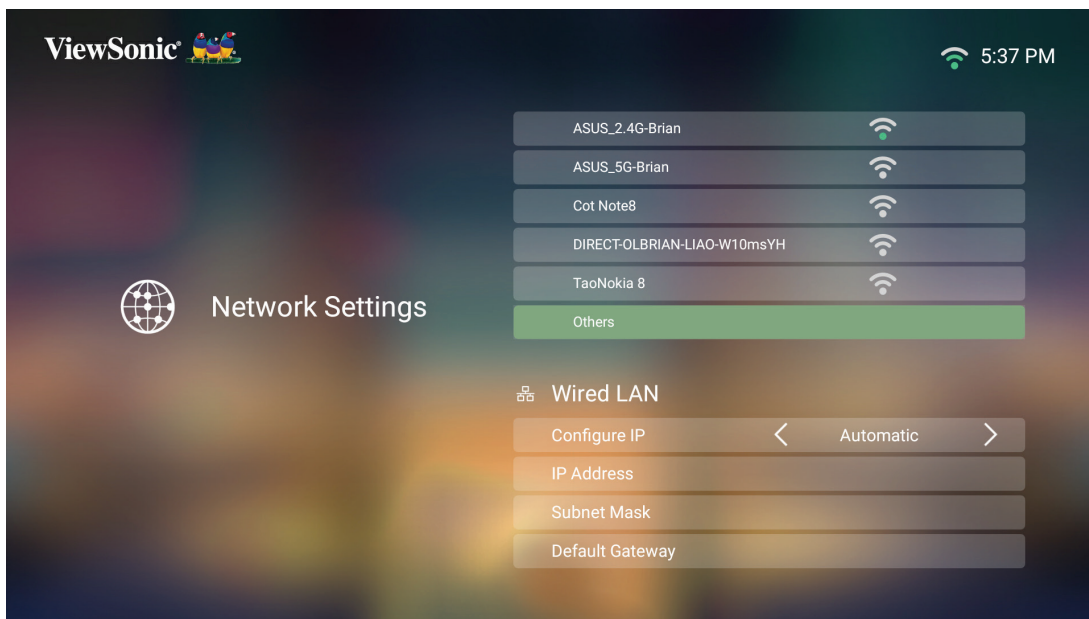 ViewSonic®
5:37 PM
ASUS_2.4G-Brian
ASUS_5G-Brian
Cot Note8
DIRECT-OLBRIAN-LIAO-W10msYH
TaoNokia 8
Others
Network Settings
Wired LAN
Configure IP Automatic
IP Address
Subnet Mask
Default Gateway